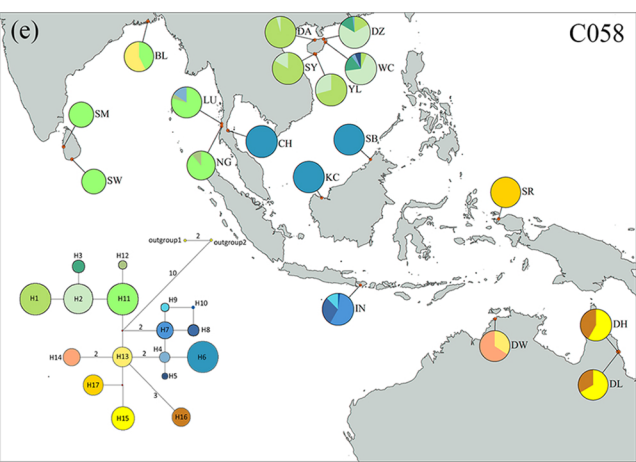 (e)
C058
DA
DZ
BL
SY
WC
YL
LU
SM
SB
CH
NG
KC
SW
SR
outgroup1
2
outgroup2
H3
H12
10
H9
H10
H1
H2
H11
2
H7
H8
IN
DH
H14
2
H13
2
H4
H6
DW
H5
H17
3
DL
H15
H16